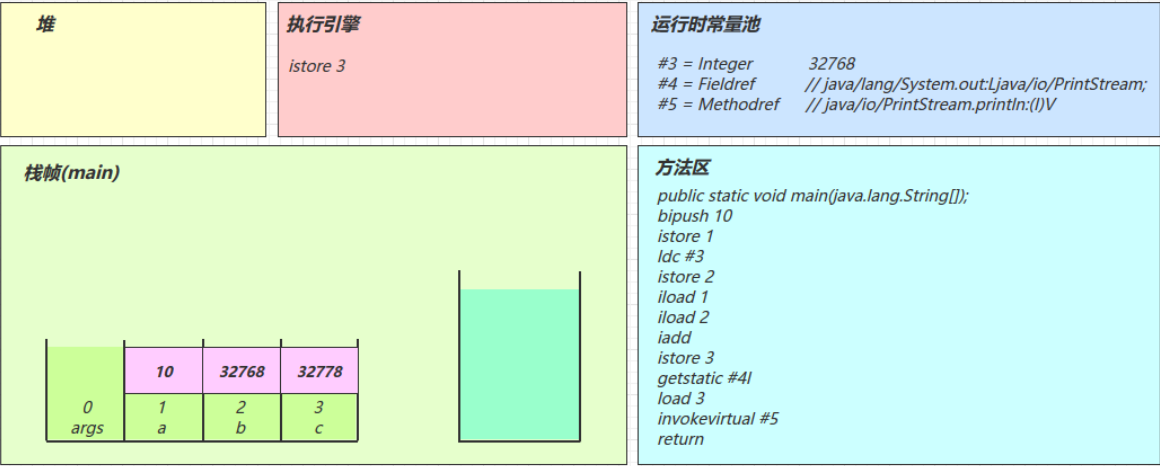 堆
执行引擎
istore 3
运行时常量池
#3 = Integer 32768
#4 = Fieldref // java/lang/System.out:Ljava/io/PrintStream;
#5 = Methodref // java/io/PrintStream.println:(I)V
栈帧(main)
10 32768 32778
0 1 2 3
args a b c
方法区
public static void main(java.lang.String[]);
bipush 10
istore 1
ldc #3
istore 2
iload 1
iload 2
iadd
istore 3
getstatic #4l
load 3
invokevirtual #5
return